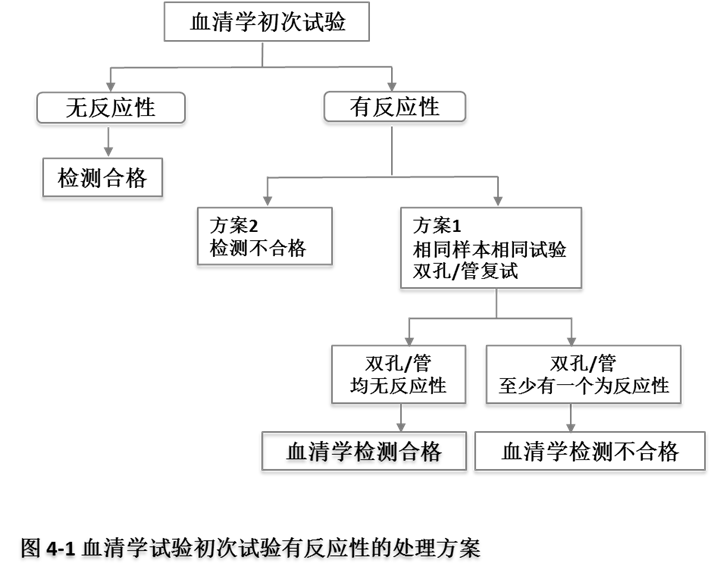 血清学初次试验
无反应性
有反应性
检测合格
方案2
检测不合格
方案1
相同样本相同试验
双孔/管复试
双孔/管
均无反应性
双孔/管
至少有一个为反应性
血清学检测合格
血清学检测不合格
图 4-1 血清学试验初次试验有反应性的处理方案